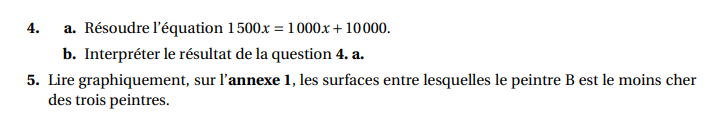 4. a. Résoudre l'équation 1 500x = 1 000x + 10 000.
b. Interpréter le résultat de la question 4. a.
5. Lire graphiquement, sur l'annexe 1, les surfaces entre lesquelles le peintre B est le moins cher
des trois peintres.